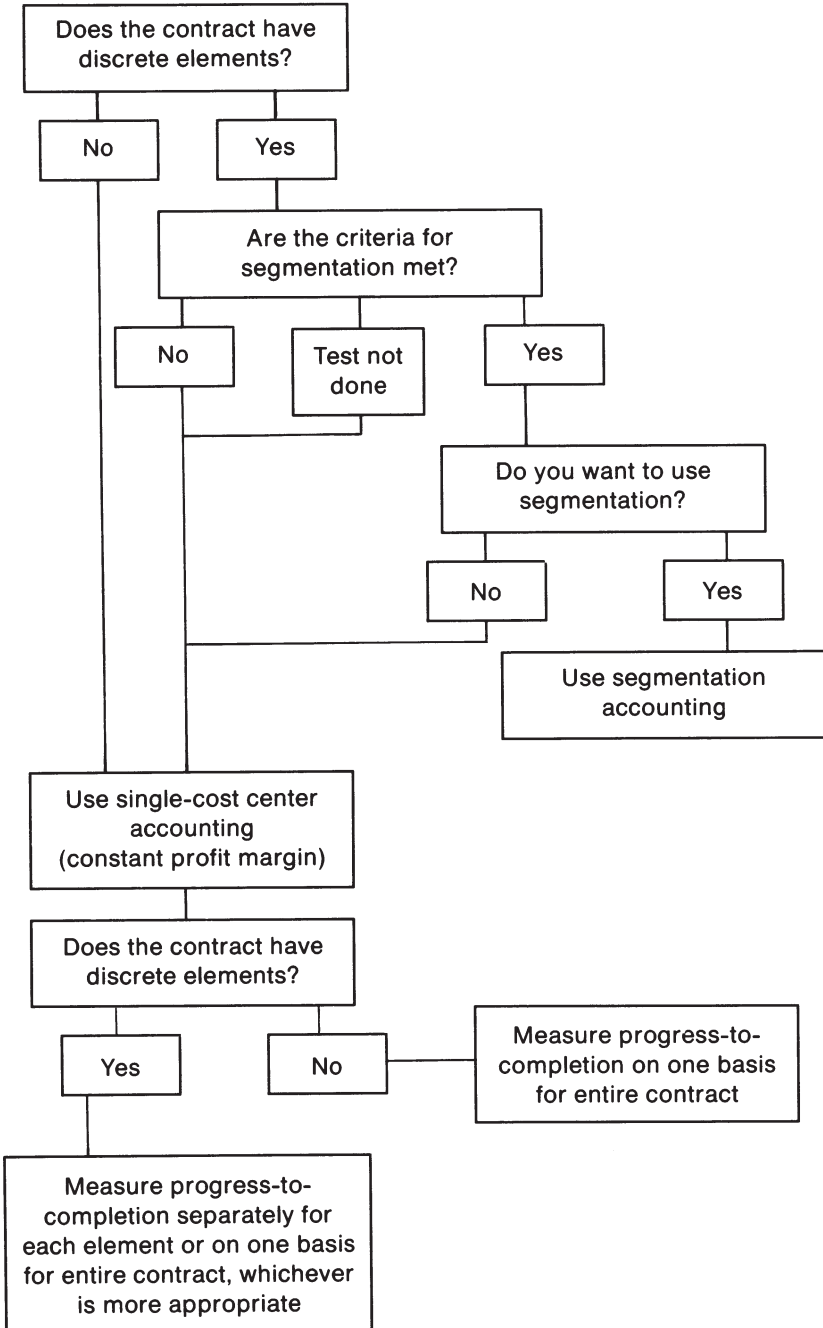 Does the contract have
discrete elements?
No
Yes
Are the criteria for
segmentation met?
No
Test not
done
Yes
Do you want to use
segmentation?
No
Yes
Use segmentation
accounting
Use single-cost center
accounting
(constant profit margin)
Does the contract have
discrete elements?
Yes
No
Measure progress-to-
completion on one basis
for entire contract
Measure progress-to-
completion separately for
each element or on one basis
for entire contract, whichever
is more appropriate